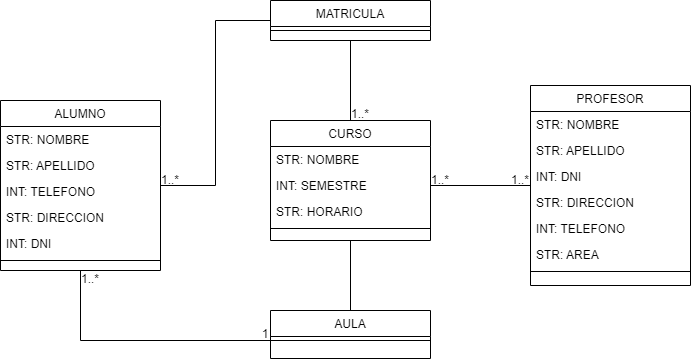 MATRICULA
ALUMNO
STR: NOMBRE
STR: APELLIDO
INT: TELEFONO
STR: DIRECCION
INT: DNI
1..*
1..*
1..*
CURSO
STR: NOMBRE
INT: SEMESTRE
STR: HORARIO
1..*
1..*
PROFESOR
STR: NOMBRE
STR: APELLIDO
INT: DNI
STR: DIRECCION
INT: TELEFONO
STR: AREA
1
AULA